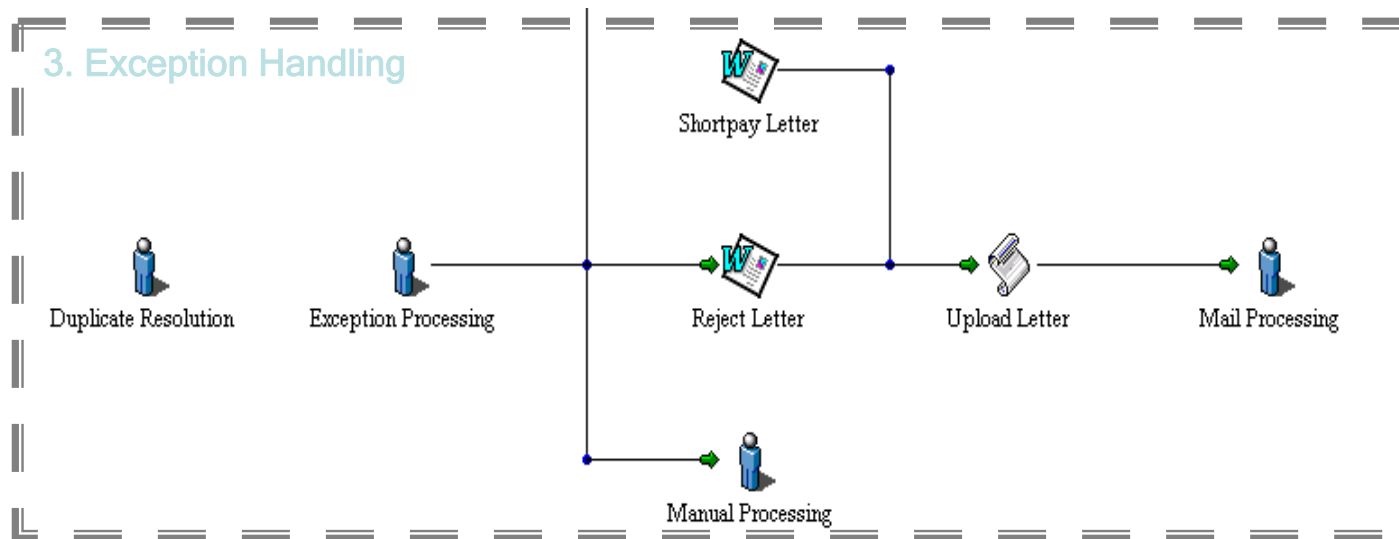 3. Exception Handling
Shortpay Letter
Duplicate Resolution
Exception Processing
Reject Letter
Upload Letter
Mail Processing
Manual Processing